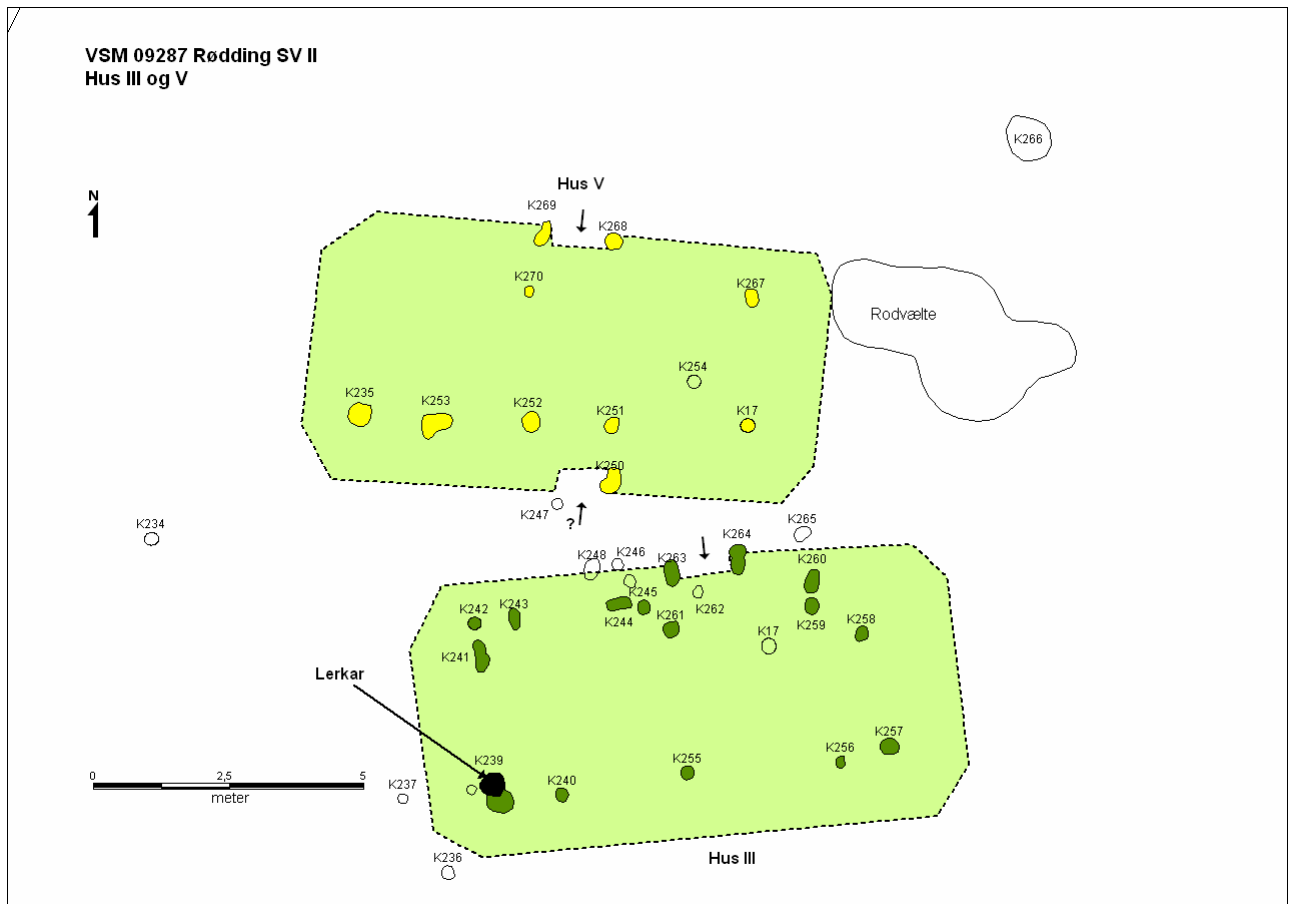 VSM 09287 Rødding SV II
Hus III og V
K266
Hus V
N
K269
K268
K270
K267
Rodvælte
K254
K235
K253
K252
K251
K17
K250
K247
?
K234
K265
K264
K248
K246
K263
K260
K245
K262
K242
K243
K244
K261
K259
K258
K17
K241
Lerkar
K257
K256
K239
K255
K240
0 2,5 5
meter
K237
K236
Hus III